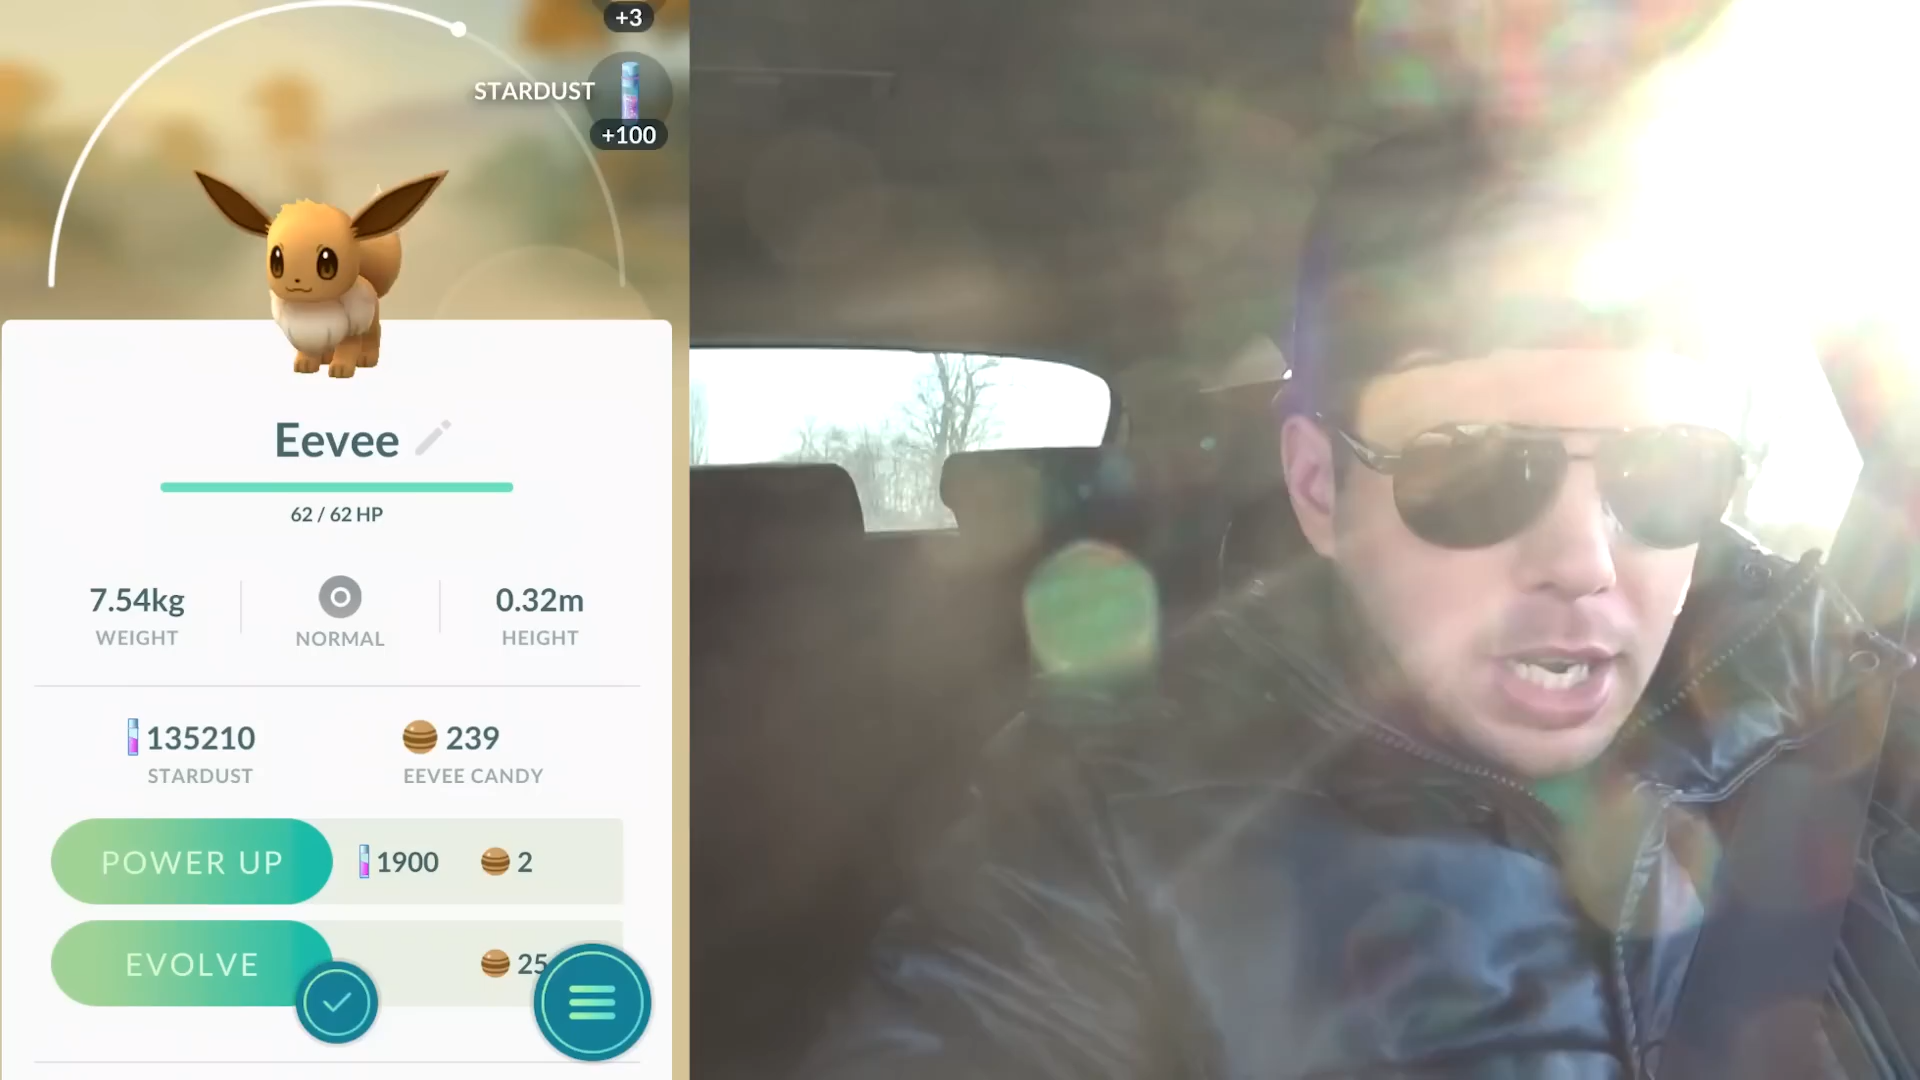 +3
STARDUST
+100
Eevee
62 / 62 HP
7.54kg
WEIGHT
NORMAL
0.32m
HEIGHT
135210
STARDUST
239
EEVEE CANDY
POWER UP 1900 2
EVOLVE 25